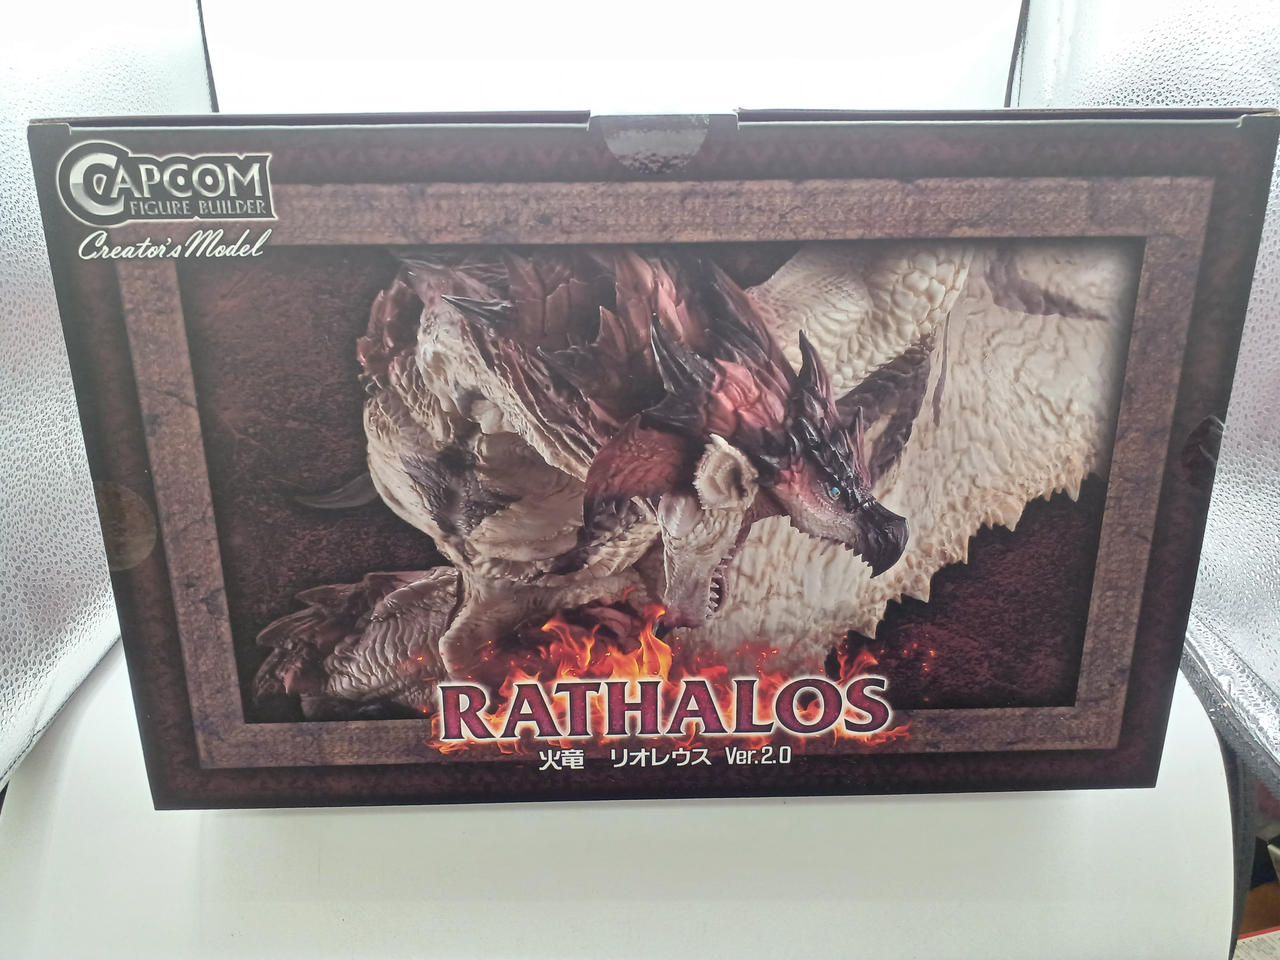 CAPCOM
FIGURE BUILDER
Creator's Model
RATHALOS
火竜 リオレウス Ver.2.0